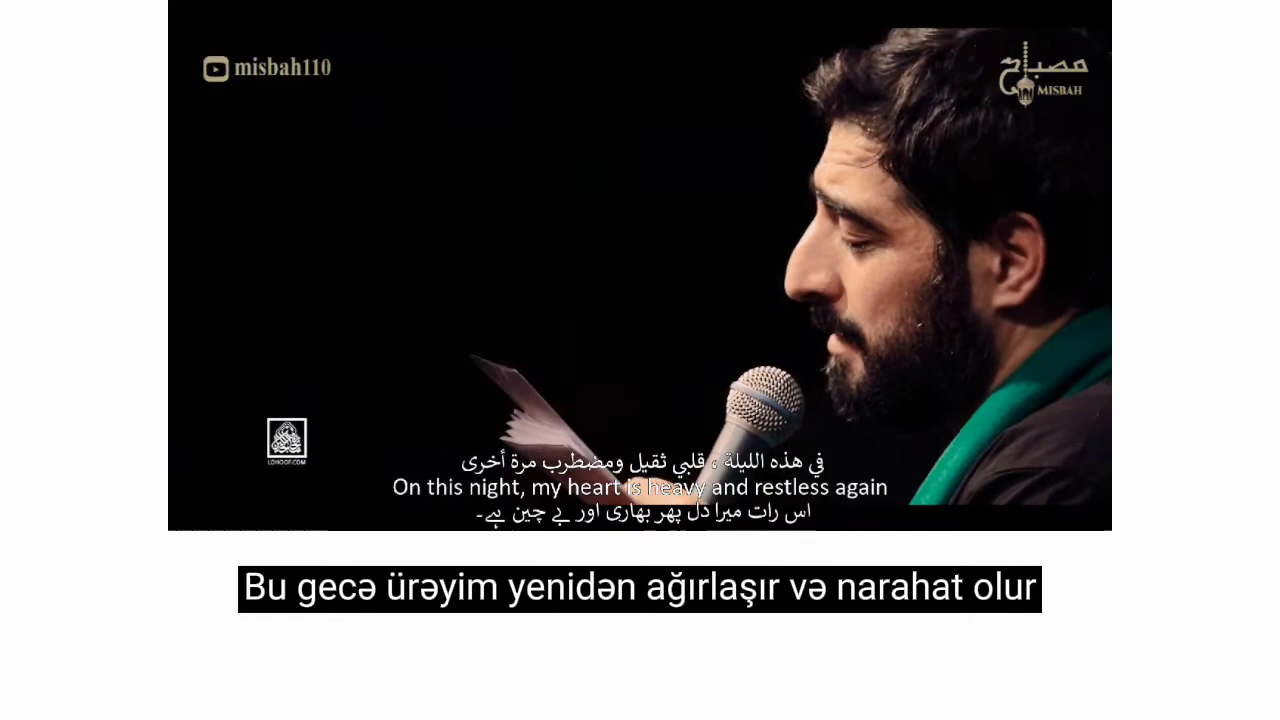 misbah110
مصباح
MISBAH
LOHOOF.COM
في هذه الليلة ، قلبي ثقيل ومضطرب مرة أخرى
On this night, my heart is heavy and restless again
اس رات میرا دل پھر بھاری اور بے چین ہے۔
Bu gecə ürəyim yenidən ağırlaşır və narahat olur